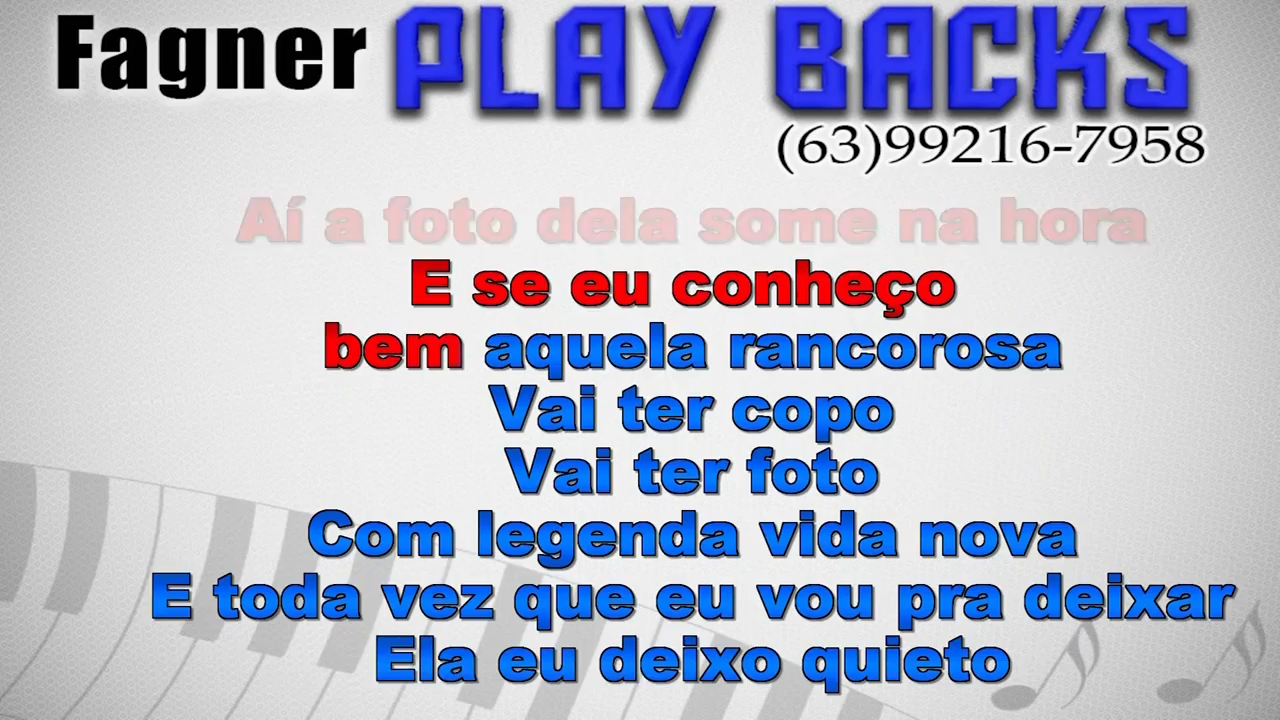 Fagner PLAY BACKS
(63)99216-7958
Aí a foto dela some na hora
E se eu conheço
bem aquela rancorosa
Vai ter copo
Vai ter foto
Com legenda vida nova
E toda vez que eu vou pra deixar
Ela eu deixo quieto